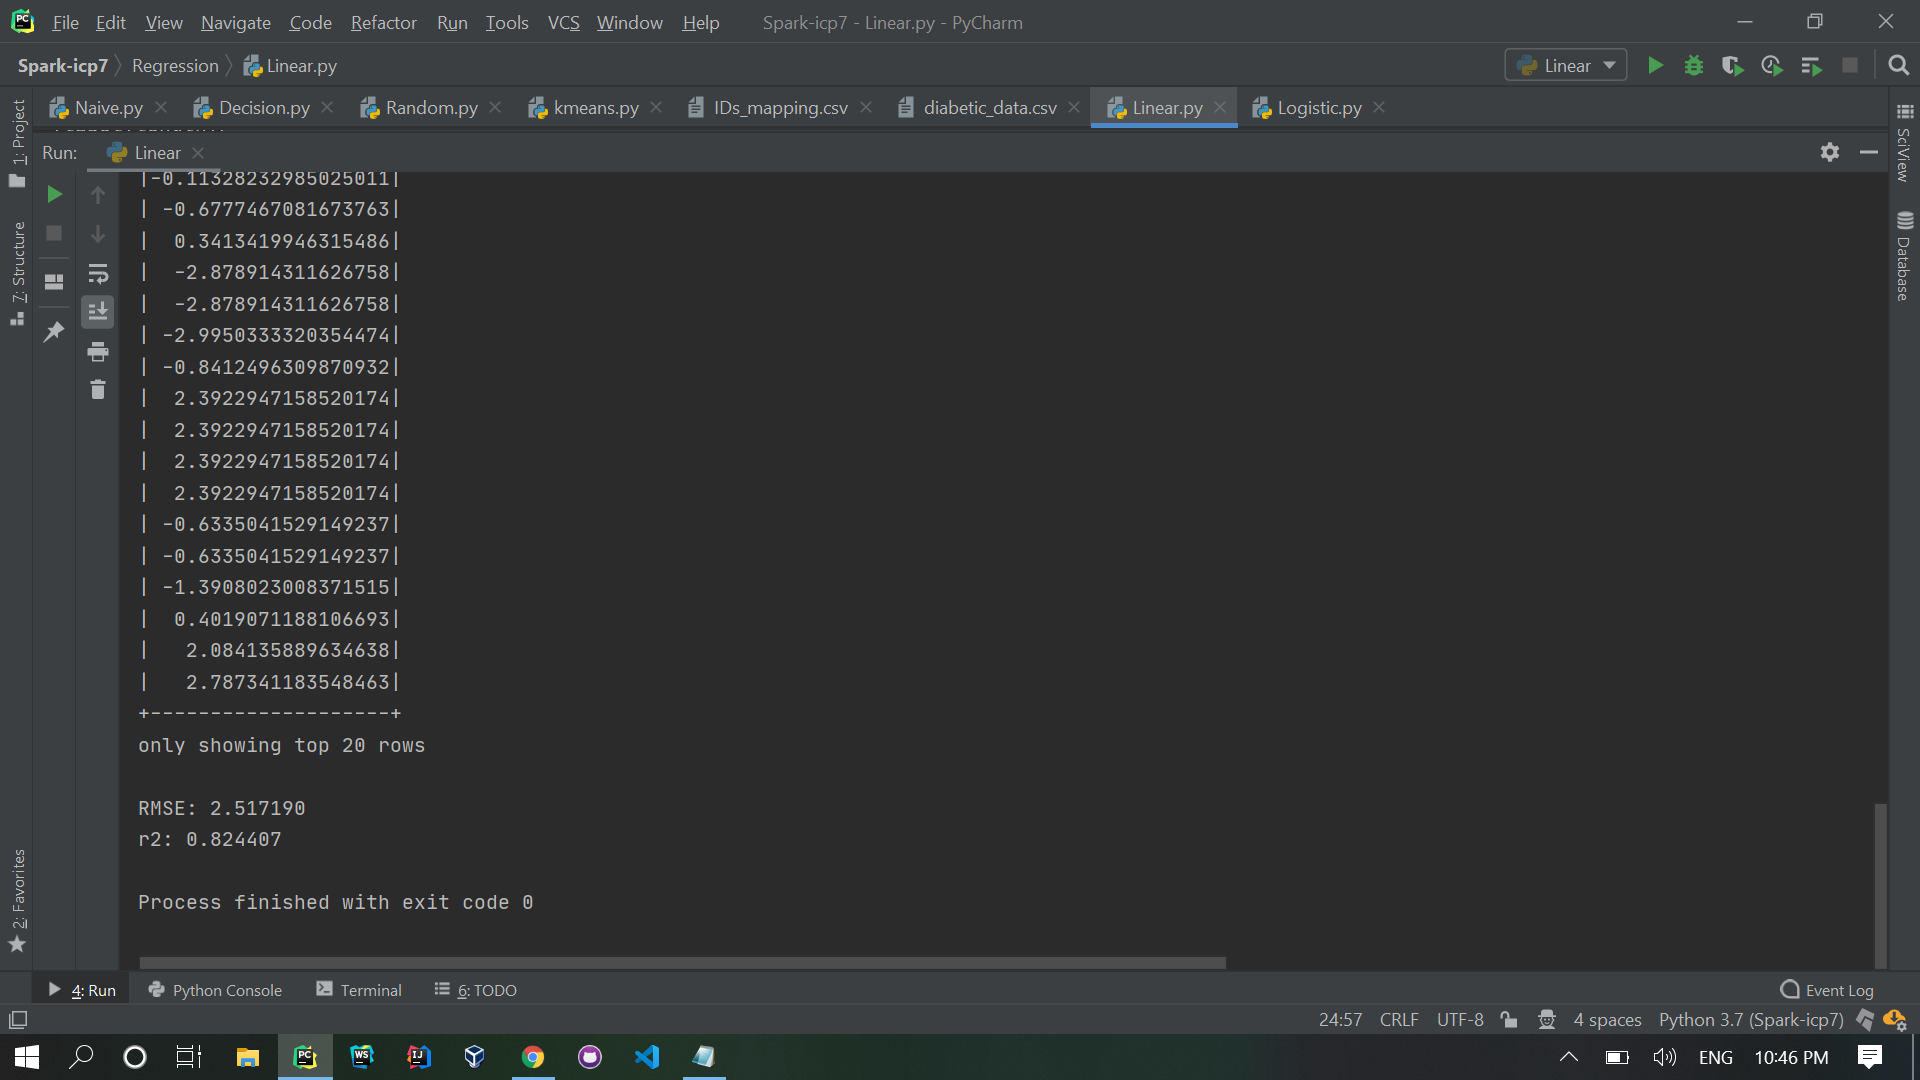 File Edit View Navigate Code Refactor Run Tools VCS Window Help Spark-icp7 - Linear.py - PyCharm
Spark-icp7 Regression Linear.py Linear
Naive.py Decision.py Random.py kmeans.py IDs_mapping.csv diabetic_data.csv Linear.py Logistic.py
Run: Linear
1: Project
7: Structure
2: Favorites
SciView
Database
|-0.11328232985025011|
| -0.6777467081673763|
|  0.3413419946315486|
|  -2.878914311626758|
|  -2.878914311626758|
| -2.9950333320354474|
| -0.8412496309870932|
|  2.3922947158520174|
|  2.3922947158520174|
|  2.3922947158520174|
|  2.3922947158520174|
| -0.6335041529149237|
| -0.6335041529149237|
| -1.3908023008371515|
|  0.4019071188106693|
|   2.084135889634638|
|   2.787341183548463|
+--------------------+
only showing top 20 rows
RMSE: 2.517190
r2: 0.824407
Process finished with exit code 0
4: Run Python Console Terminal 6: TODO Event Log
24:57 CRLF UTF-8 4 spaces Python 3.7 (Spark-icp7)
ENG 10:46 PM